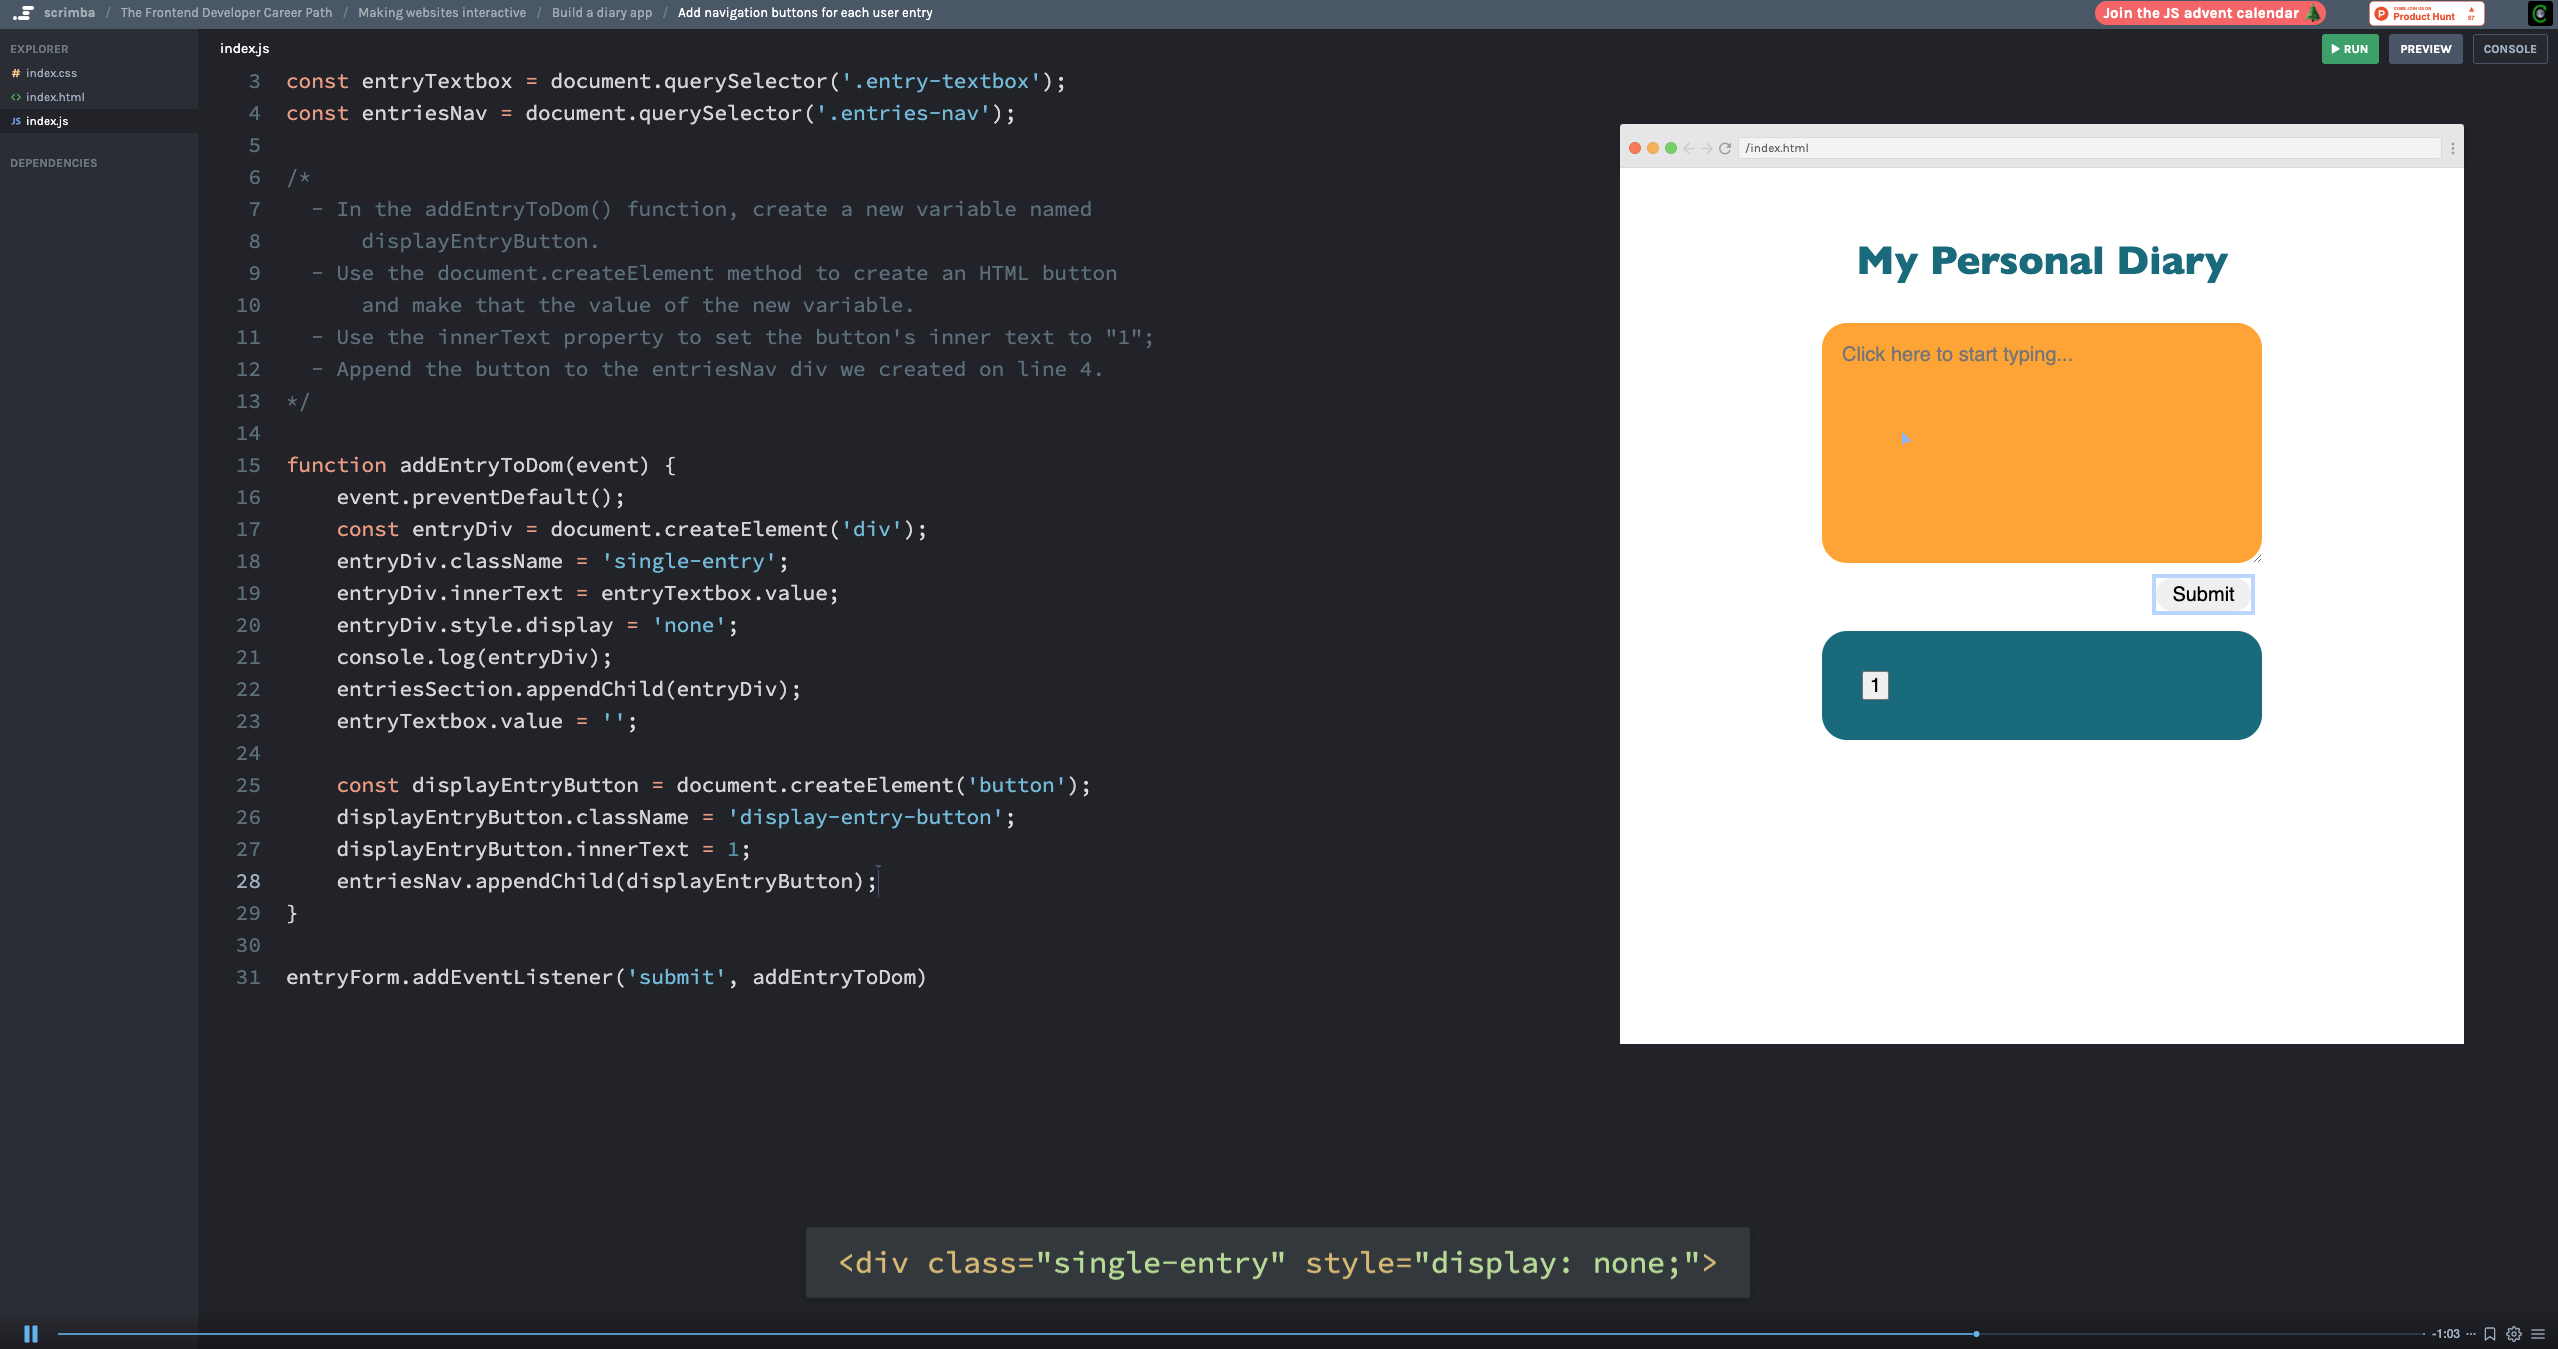 scrimba / The Frontend Developer Career Path / Making websites interactive / Build a diary app / Add navigation buttons for each user entry
Join the JS advent calendar
COME JOIN US ON
Product Hunt
57
EXPLORER
# index.css
<> index.html
JS index.js
DEPENDENCIES
index.js
RUN
PREVIEW
CONSOLE
3 const entryTextbox = document.querySelector('.entry-textbox');
4 const entriesNav = document.querySelector('.entries-nav');
5
6 /*
7 - In the addEntryToDom() function, create a new variable named
8 displayEntryButton.
9 - Use the document.createElement method to create an HTML button
10 and make that the value of the new variable.
11 - Use the innerText property to set the button's inner text to "1";
12 - Append the button to the entriesNav div we created on line 4.
13 */
14
15 function addEntryToDom(event) {
16 event.preventDefault();
17 const entryDiv = document.createElement('div');
18 entryDiv.className = 'single-entry';
19 entryDiv.innerText = entryTextbox.value;
20 entryDiv.style.display = 'none';
21 console.log(entryDiv);
22 entriesSection.appendChild(entryDiv);
23 entryTextbox.value = '';
24
25 const displayEntryButton = document.createElement('button');
26 displayEntryButton.className = 'display-entry-button';
27 displayEntryButton.innerText = 1;
28 entriesNav.appendChild(displayEntryButton);
29 }
30
31 entryForm.addEventListener('submit', addEntryToDom)
/index.html
My Personal Diary
Click here to start typing...
Submit
1
<div class="single-entry" style="display: none;">
-1:03